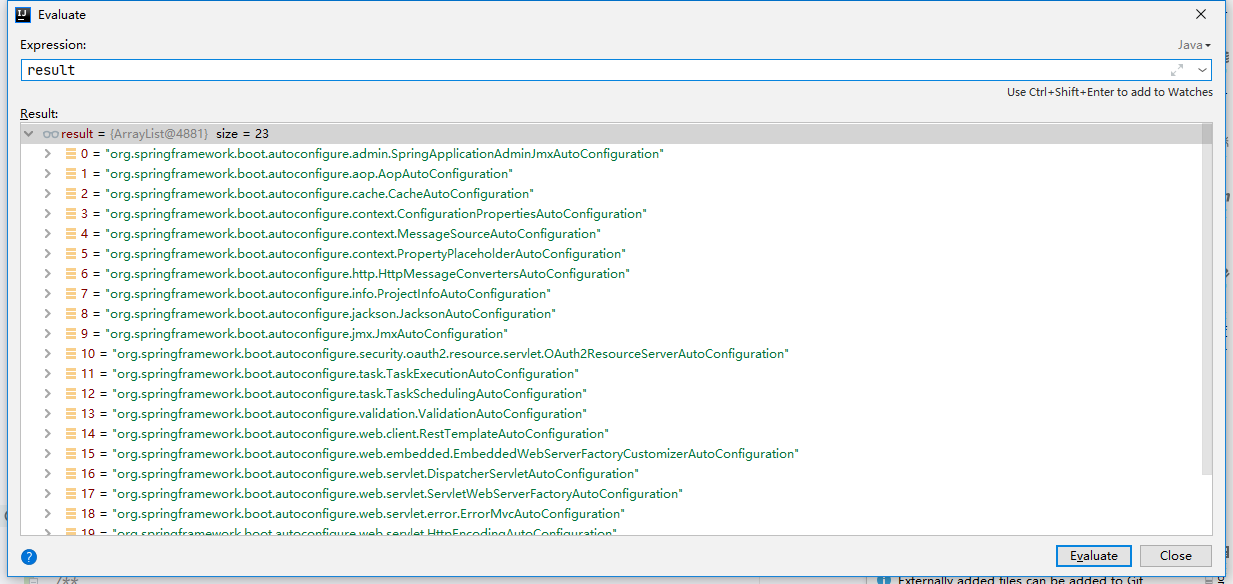 Evaluate
Expression:
Java
result
Use Ctrl+Shift+Enter to add to Watches
Result:
result = {ArrayList@4881} size = 23
0 = "org.springframework.boot.autoconfigure.admin.SpringApplicationAdminJmxAutoConfiguration"
1 = "org.springframework.boot.autoconfigure.aop.AopAutoConfiguration"
2 = "org.springframework.boot.autoconfigure.cache.CacheAutoConfiguration"
3 = "org.springframework.boot.autoconfigure.context.ConfigurationPropertiesAutoConfiguration"
4 = "org.springframework.boot.autoconfigure.context.MessageSourceAutoConfiguration"
5 = "org.springframework.boot.autoconfigure.context.PropertyPlaceholderAutoConfiguration"
6 = "org.springframework.boot.autoconfigure.http.HttpMessageConvertersAutoConfiguration"
7 = "org.springframework.boot.autoconfigure.info.ProjectInfoAutoConfiguration"
8 = "org.springframework.boot.autoconfigure.jackson.JacksonAutoConfiguration"
9 = "org.springframework.boot.autoconfigure.jmx.JmxAutoConfiguration"
10 = "org.springframework.boot.autoconfigure.security.oauth2.resource.servlet.OAuth2ResourceServerAutoConfiguration"
11 = "org.springframework.boot.autoconfigure.task.TaskExecutionAutoConfiguration"
12 = "org.springframework.boot.autoconfigure.task.TaskSchedulingAutoConfiguration"
13 = "org.springframework.boot.autoconfigure.validation.ValidationAutoConfiguration"
14 = "org.springframework.boot.autoconfigure.web.client.RestTemplateAutoConfiguration"
15 = "org.springframework.boot.autoconfigure.web.embedded.EmbeddedWebServerFactoryCustomizerAutoConfiguration"
16 = "org.springframework.boot.autoconfigure.web.servlet.DispatcherServletAutoConfiguration"
17 = "org.springframework.boot.autoconfigure.web.servlet.ServletWebServerFactoryAutoConfiguration"
18 = "org.springframework.boot.autoconfigure.web.servlet.error.ErrorMvcAutoConfiguration"
19 = "org.springframework.boot.autoconfigure.web.servlet.HttpEncodingAutoConfiguration"
?
Evaluate
Close
/**
Externally added files can be added to Git